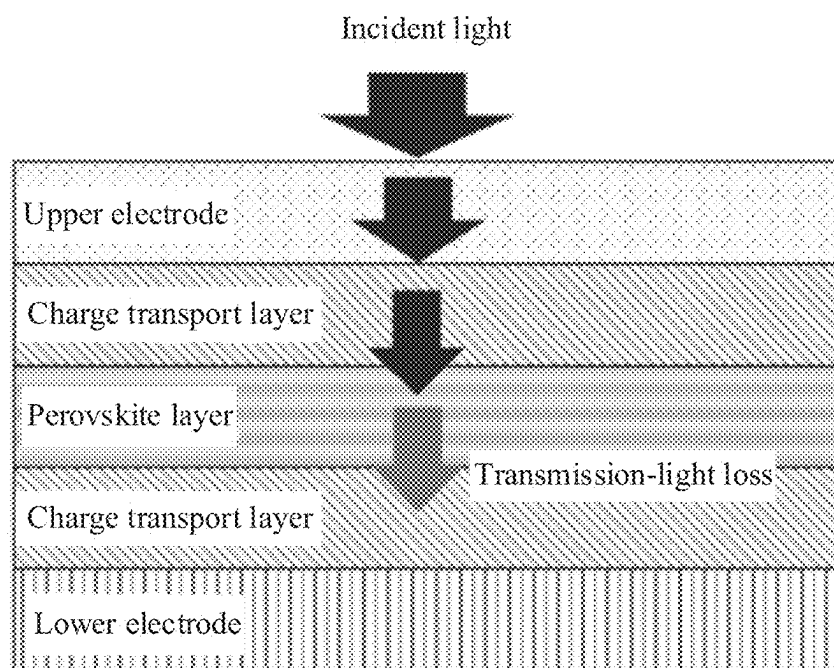 Incident light
Upper electrode
Charge transport layer
Perovskite layer
Transmission-light loss
Charge transport layer
Lower electrode